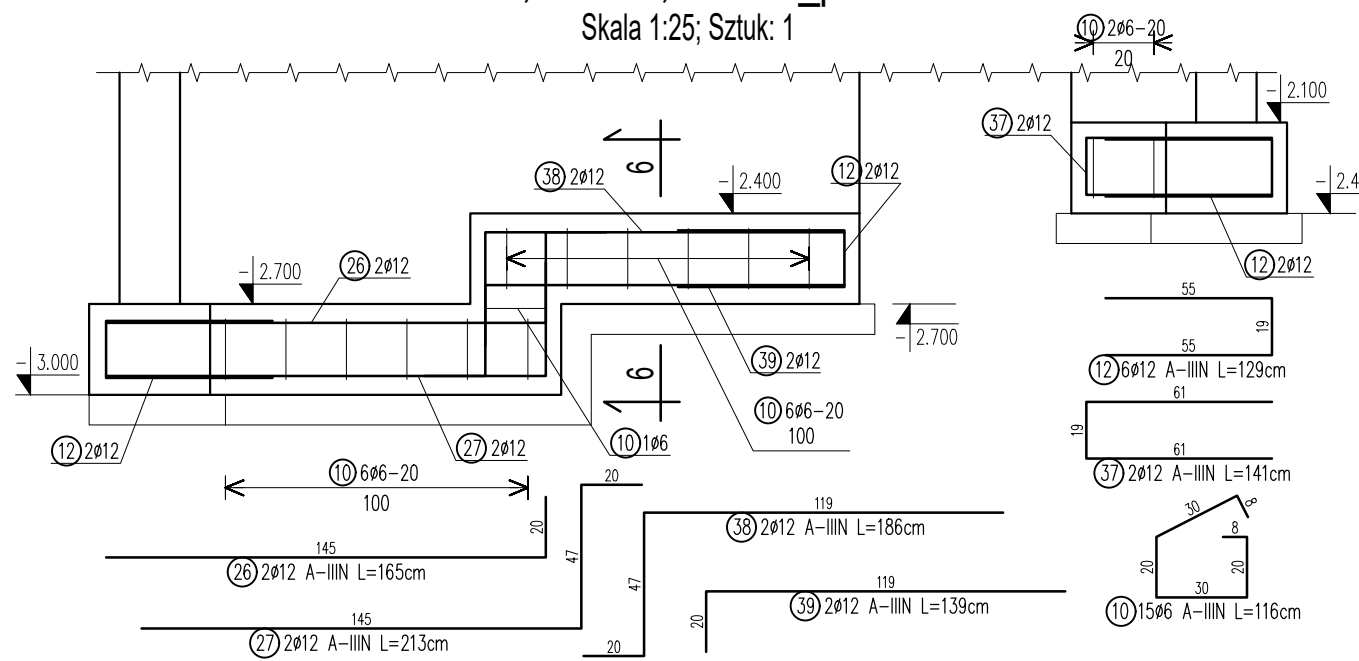 Skala 1:25; Sztuk: 1
10 2ø6-20
20
- 2.100
37 2ø12
- 2.4
12 2ø12
38 2ø12
6
- 2.400
12 2ø12
26 2ø12
- 2.700
- 3.000
- 2.700
39 2ø12
6
10 6ø6-20
100
10 1ø6
27 2ø12
12 2ø12
10 6ø6-20
100
55
19
55
12 6ø12 A-IIIN L=129cm
61
19
61
37 2ø12 A-IIIN L=141cm
30
8
8
20
20
30
10 15ø6 A-IIIN L=116cm
20
145
26 2ø12 A-IIIN L=165cm
20
47
145
27 2ø12 A-IIIN L=213cm
119
38 2ø12 A-IIIN L=186cm
47
20
119
20
39 2ø12 A-IIIN L=139cm